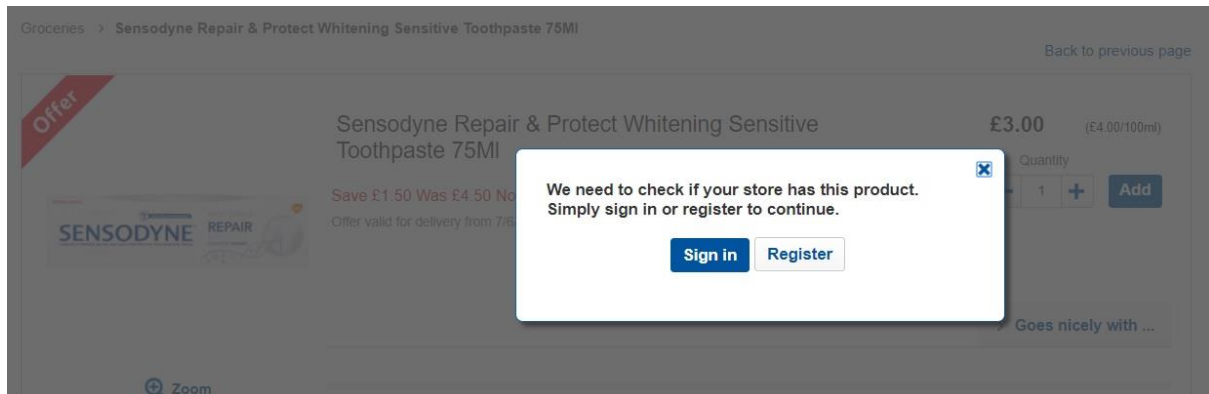 Groceries > Sensodyne Repair & Protect Whitening Sensitive Toothpaste 75Ml
Back to previous page
Offer
Sensodyne Repair & Protect Whitening Sensitive
Toothpaste 75Ml
£3.00 (£4.00/100ml)
Quantity
- 1 + Add
Save £1.50 Was £4.50 No
Offer valid for delivery from 7/6
SENSODYNE REPAIR
We need to check if your store has this product.
Simply sign in or register to continue.
Sign in Register
> Goes nicely with ...
Zoom